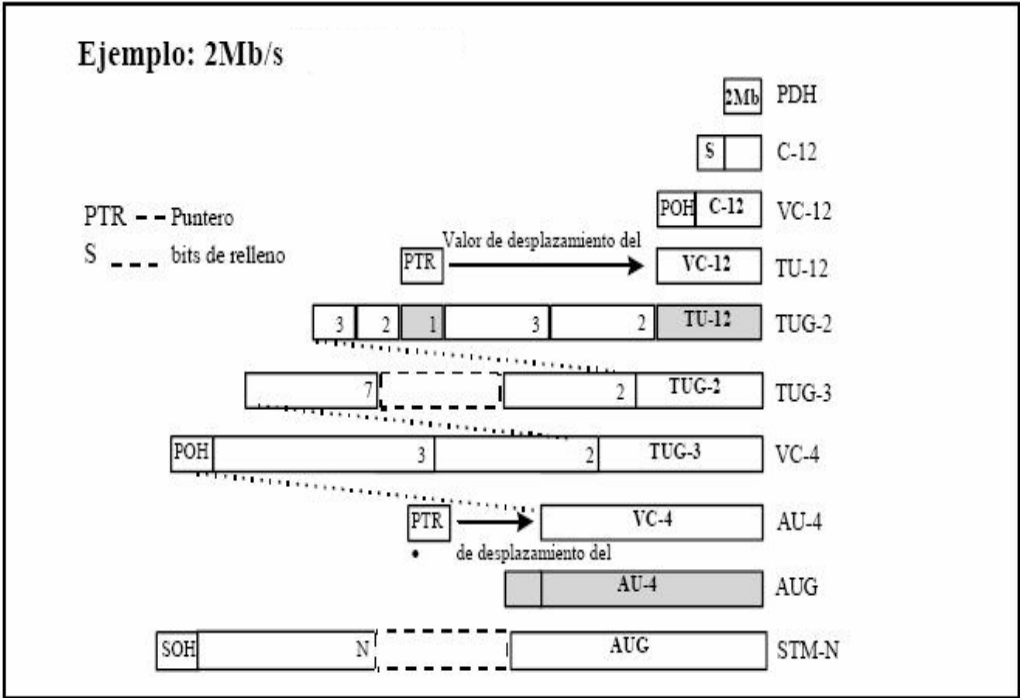 Ejemplo: 2Mb/s
2Mb PDH
S C-12
POH C-12 VC-12
PTR Puntero
S bits de relleno
Valor de desplazamiento del
PTR VC-12 TU-12
3 2 1 3 2 TU-12 TUG-2
7 2 TUG-2 TUG-3
POH 3 2 TUG-3 VC-4
PTR VC-4 AU-4
• de desplazamiento del
AU-4 AUG
SOH N AUG STM-N